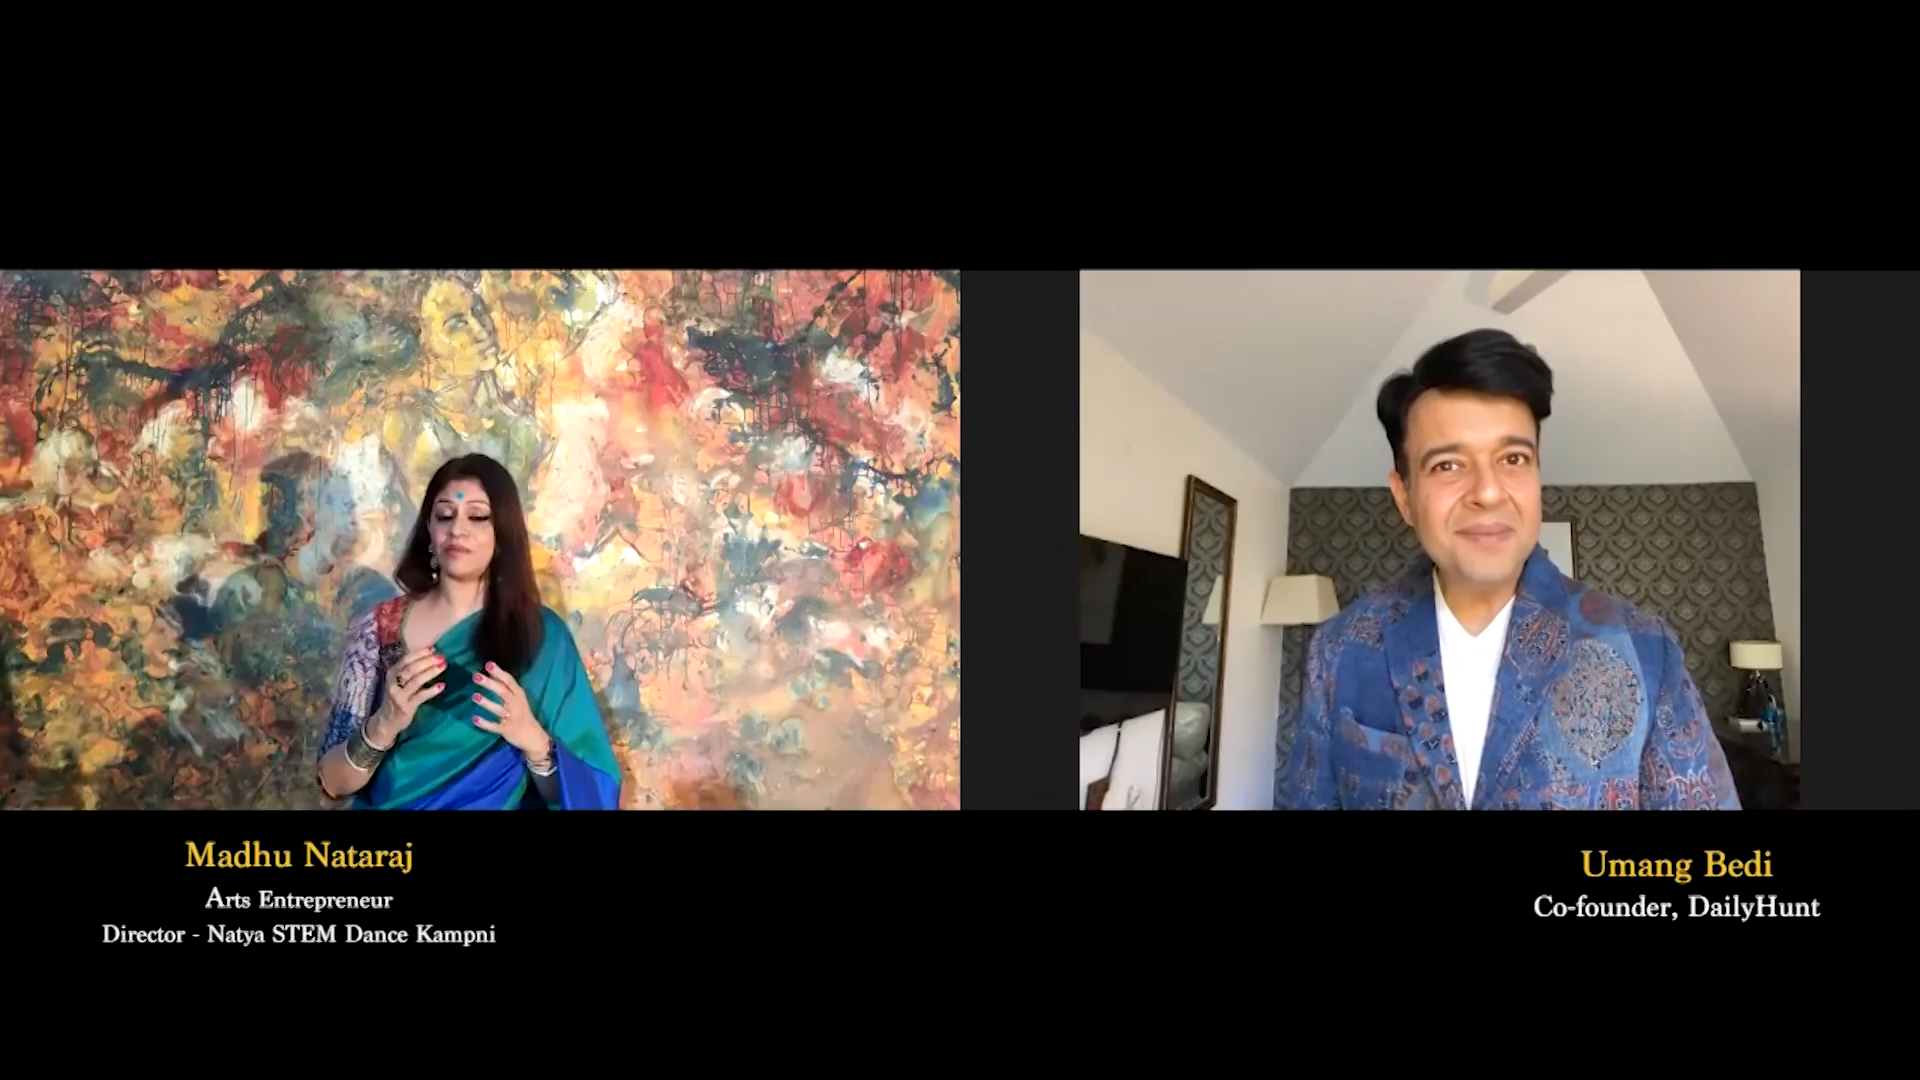 Madhu Nataraj
Arts Entrepreneur
Director - Natya STEM Dance Kampni
Umang Bedi
Co-founder, DailyHunt